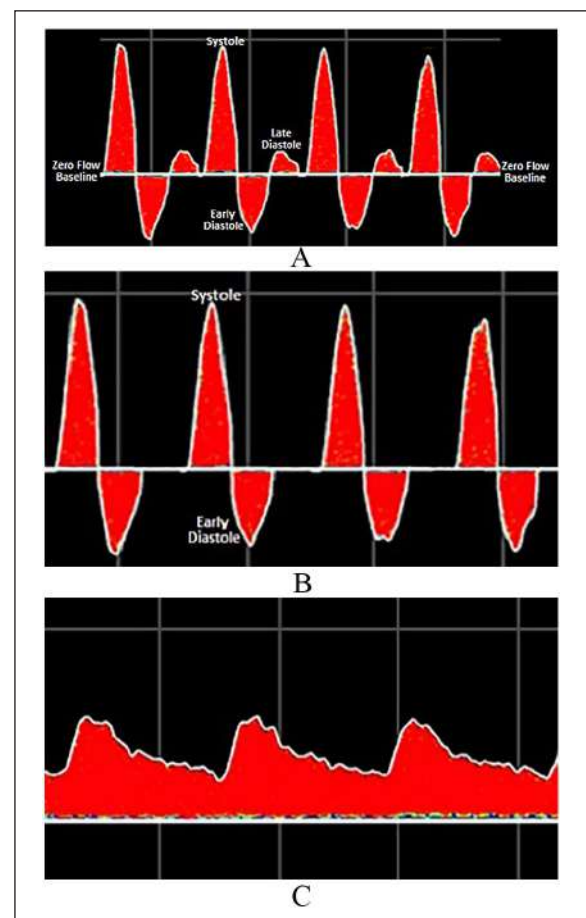 Systole
Late
Diastole
Zero Flow
Baseline
Zero Flow
Baseline
Early
Diastole
A
Systole
Early
Diastole
B
C